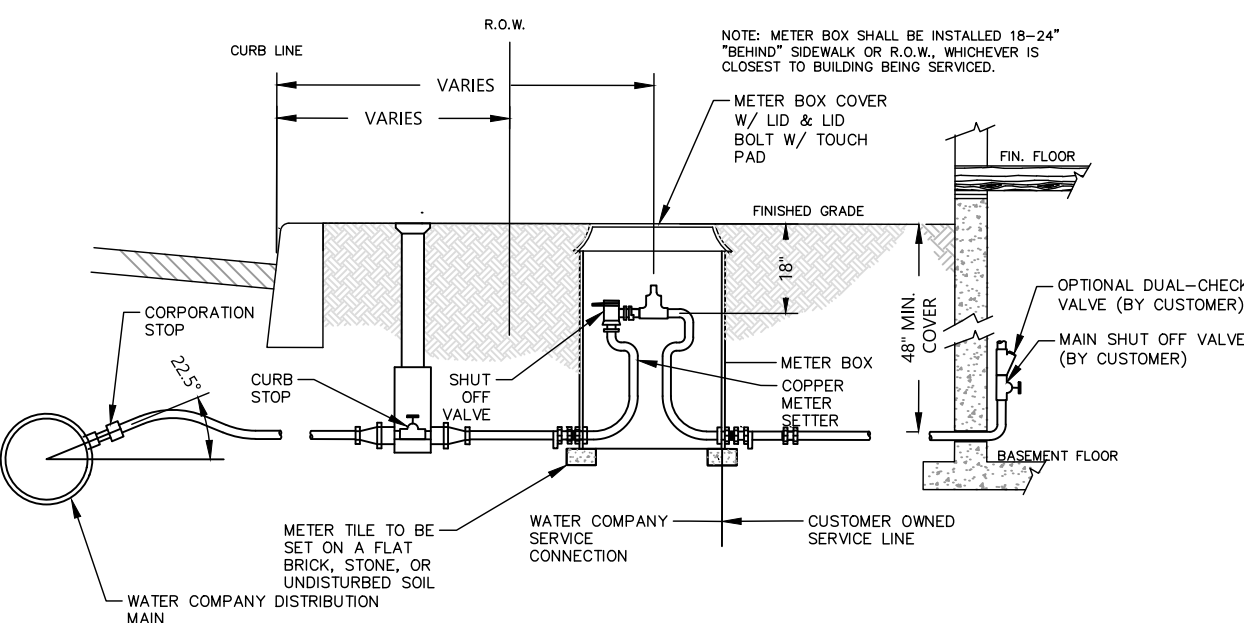 R.O.W.
CURB LINE
NOTE: METER BOX SHALL BE INSTALLED 18-24"
"BEHIND" SIDEWALK OR R.O.W., WHICHEVER IS
CLOSEST TO BUILDING BEING SERVICED.
VARIES
VARIES
METER BOX COVER
W/ LID & LID
BOLT W/ TOUCH
PAD
FIN. FLOOR
FINISHED GRADE
18"
48" MIN.
COVER
OPTIONAL DUAL-CHECK
VALVE (BY CUSTOMER)
MAIN SHUT OFF VALVE
(BY CUSTOMER)
CORPORATION
STOP
22.5°
CURB
STOP
SHUT
OFF
VALVE
METER BOX
COPPER
METER
SETTER
BASEMENT FLOOR
METER TILE TO BE
SET ON A FLAT
BRICK, STONE, OR
UNDISTURBED SOIL
WATER COMPANY
SERVICE
CONNECTION
CUSTOMER OWNED
SERVICE LINE
WATER COMPANY DISTRIBUTION
MAIN